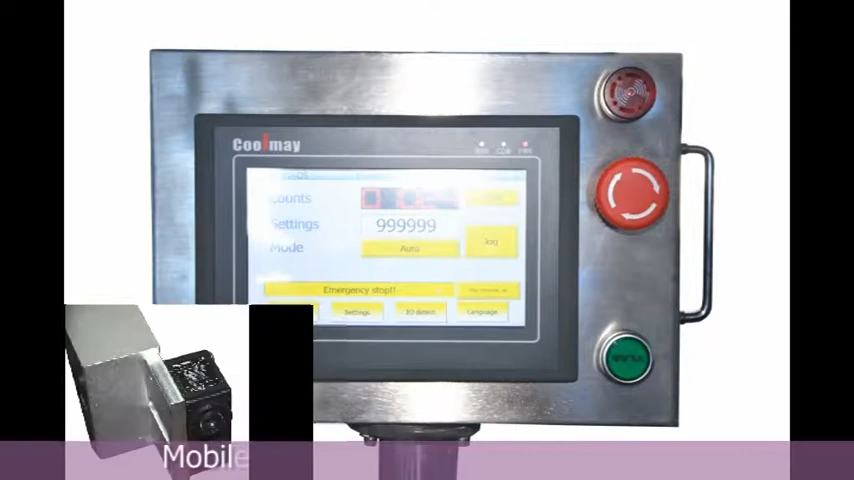 Coolmay
Counts
Settings 999999
Mode Auto
Jog
Emergency stop!!
Settings IO detect Language
Mobile